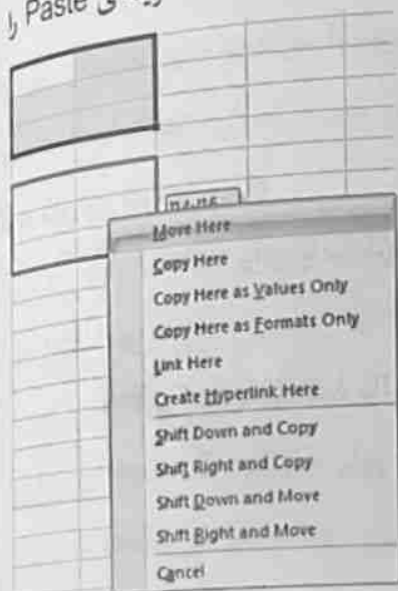 را Paste
Move Here
Copy Here
Copy Here as Values Only
Copy Here as Formats Only
Link Here
Create Hyperlink Here
Shift Down and Copy
Shift Right and Copy
Shift Down and Move
Shift Right and Move
Cancel